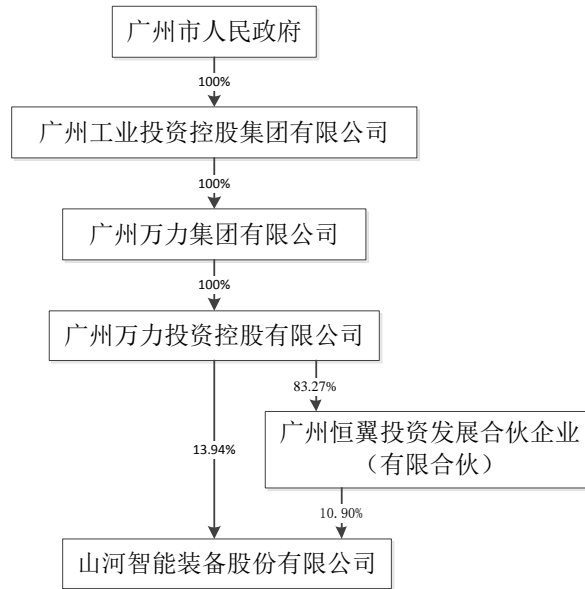 广州市人民政府
100%
广州工业投资控股集团有限公司
100%
广州万力集团有限公司
100%
广州万力投资控股有限公司
83.27%
广州恒翼投资发展合伙企业
（有限合伙）
13.94%
10.90%
山河智能装备股份有限公司